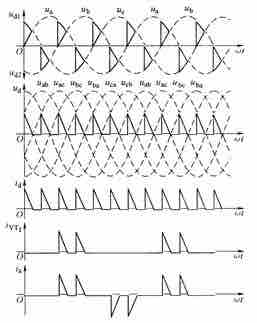 u_d1 u_a u_b u_c u_a u_b
O ωt
u_d2
u_d u_ab u_ac u_bc u_ba u_ca u_cb u_ab u_ac u_bc u_ba
O ωt
i_d
O ωt
i_VT1
O ωt
i_a
O ωt